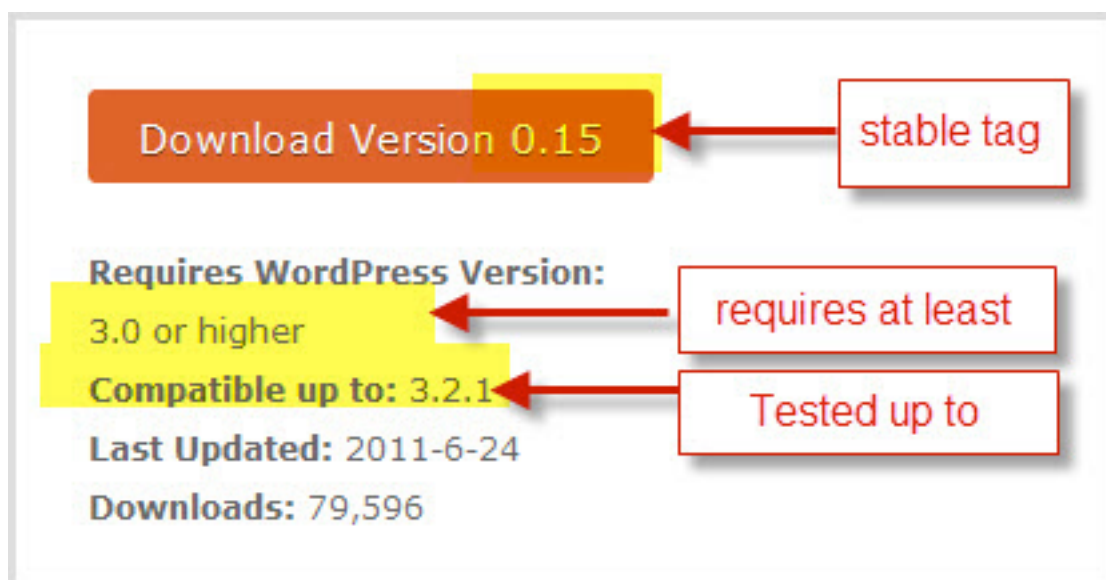 Download Version 0.15
stable tag
Requires WordPress Version:
requires at least
3.0 or higher
Compatible up to: 3.2.1
Tested up to
Last Updated: 2011-6-24
Downloads: 79,596